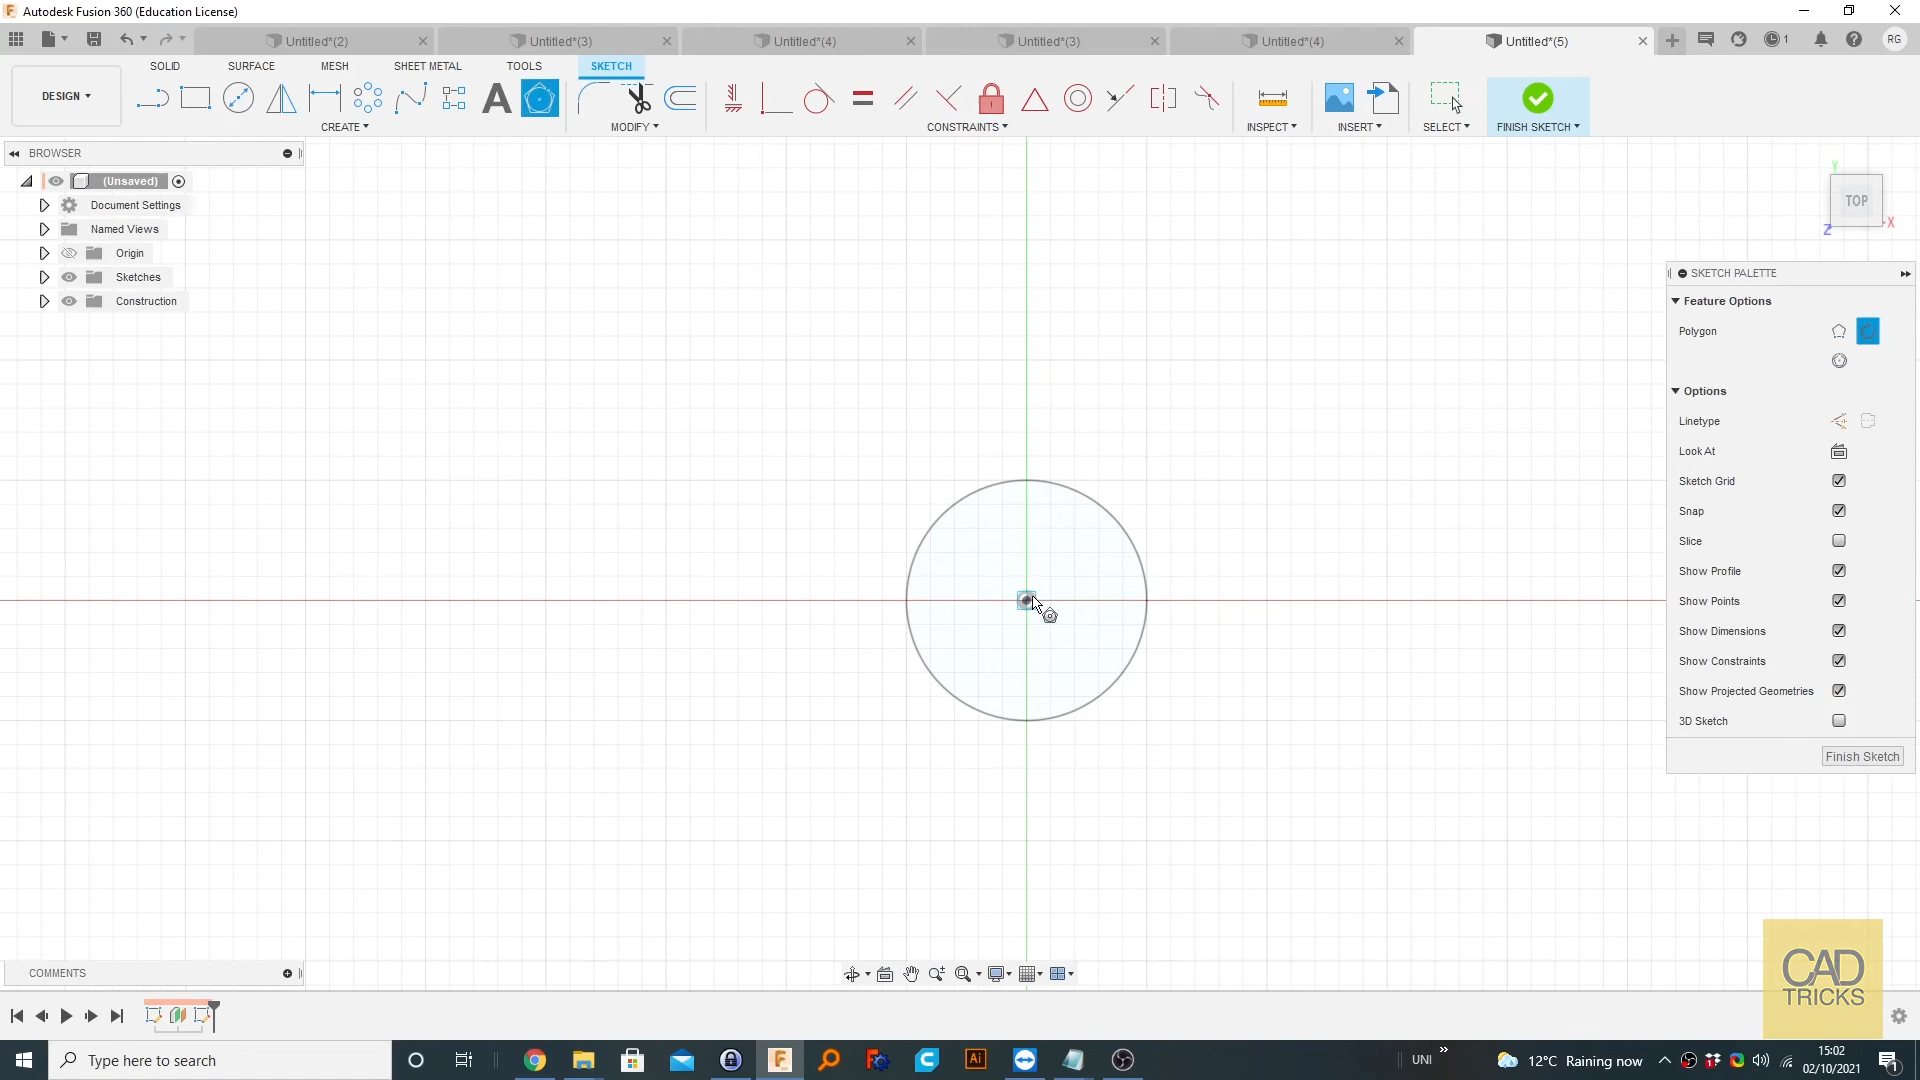 Autodesk Fusion 360 (Education License)
Untitled*(2)
Untitled*(3)
Untitled*(4)
Untitled*(3)
Untitled*(4)
Untitled*(5)
1
RG
DESIGN
SOLID
SURFACE
MESH
SHEET METAL
TOOLS
SKETCH
CREATE
MODIFY
CONSTRAINTS
INSPECT
INSERT
SELECT
FINISH SKETCH
BROWSER
(Unsaved)
Document Settings
Named Views
Origin
Sketches
Construction
Y
TOP
X
Z
SKETCH PALETTE
Feature Options
Polygon
Options
Linetype
Look At
Sketch Grid
Snap
Slice
Show Profile
Show Points
Show Dimensions
Show Constraints
Show Projected Geometries
3D Sketch
Finish Sketch
COMMENTS
CAD
TRICKS
Type here to search
Ai
UNI
12°C Raining now
15:02
02/10/2021
1